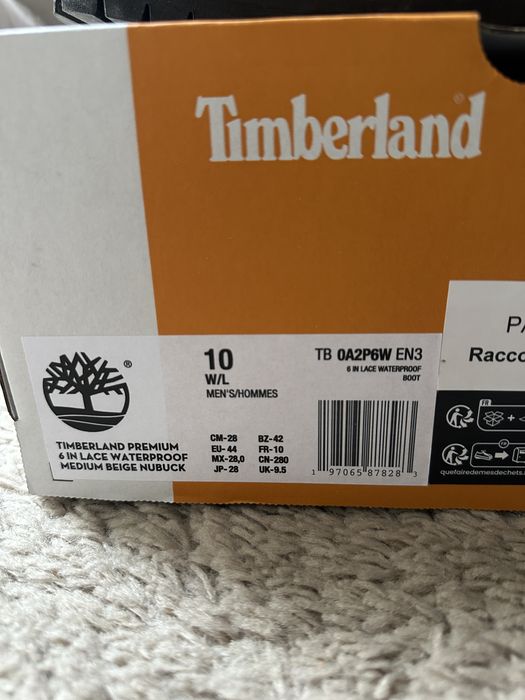 Timberland®
PA
Racco
®
10
W/L
MEN'S/HOMMES
TB 0A2P6W EN3
6 IN LACE WATERPROOF
BOOT
TIMBERLAND PREMIUM
6 IN LACE WATERPROOF
MEDIUM BEIGE NUBUCK
CM-28 BZ-42
EU-44 FR-10
MX-28,0 CN-280
JP-28 UK-9.5
1 97065 87828 3
FR
+
FR
quefairedemesdechets.